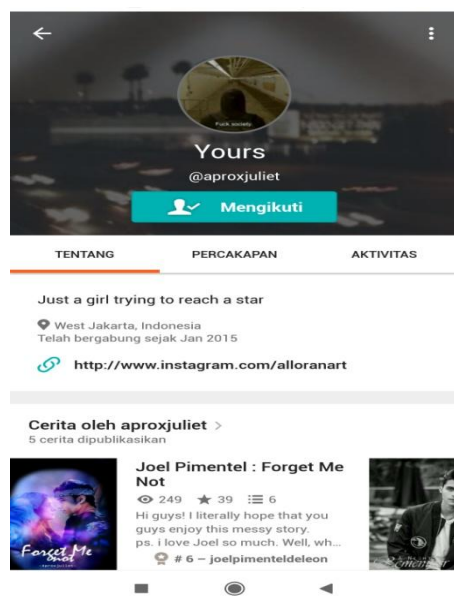 Fuck society
Yours
@aproxjuliet
Mengikuti
TENTANG PERCAKAPAN AKTIVITAS
Just a girl trying to reach a star
West Jakarta, Indonesia
Telah bergabung sejak Jan 2015
http://www.instagram.com/alloranart
Cerita oleh aproxjuliet >
5 cerita dipublikasikan
Joel Pimentel : Forget Me
Not
249 39 6
Hi guys! I literally hope that you
guys enjoy this messy story.
ps. i love Joel so much. Well, wh...
# 6 – joelpimenteldeleon
Forget Me
not